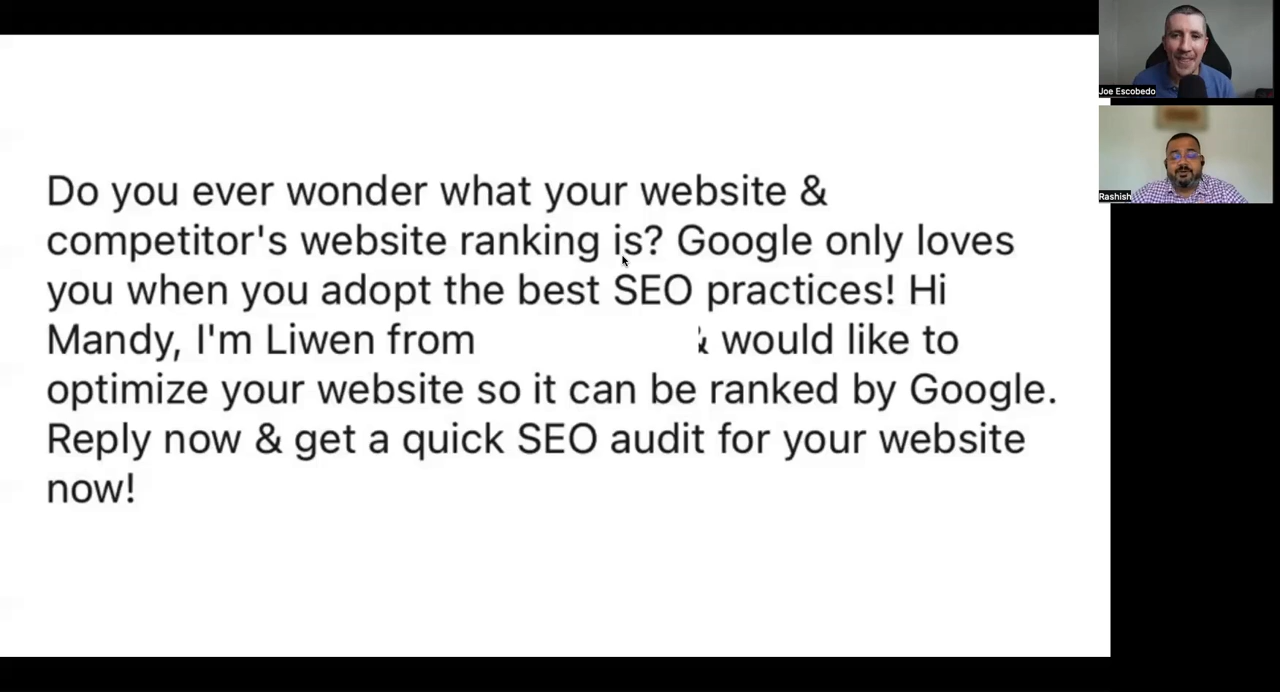 Do you ever wonder what your website &
competitor's website ranking is? Google only loves
you when you adopt the best SEO practices! Hi
Mandy, I'm Liwen from & would like to
optimize your website so it can be ranked by Google.
Reply now & get a quick SEO audit for your website
now!
Joe Escobedo
Rashish